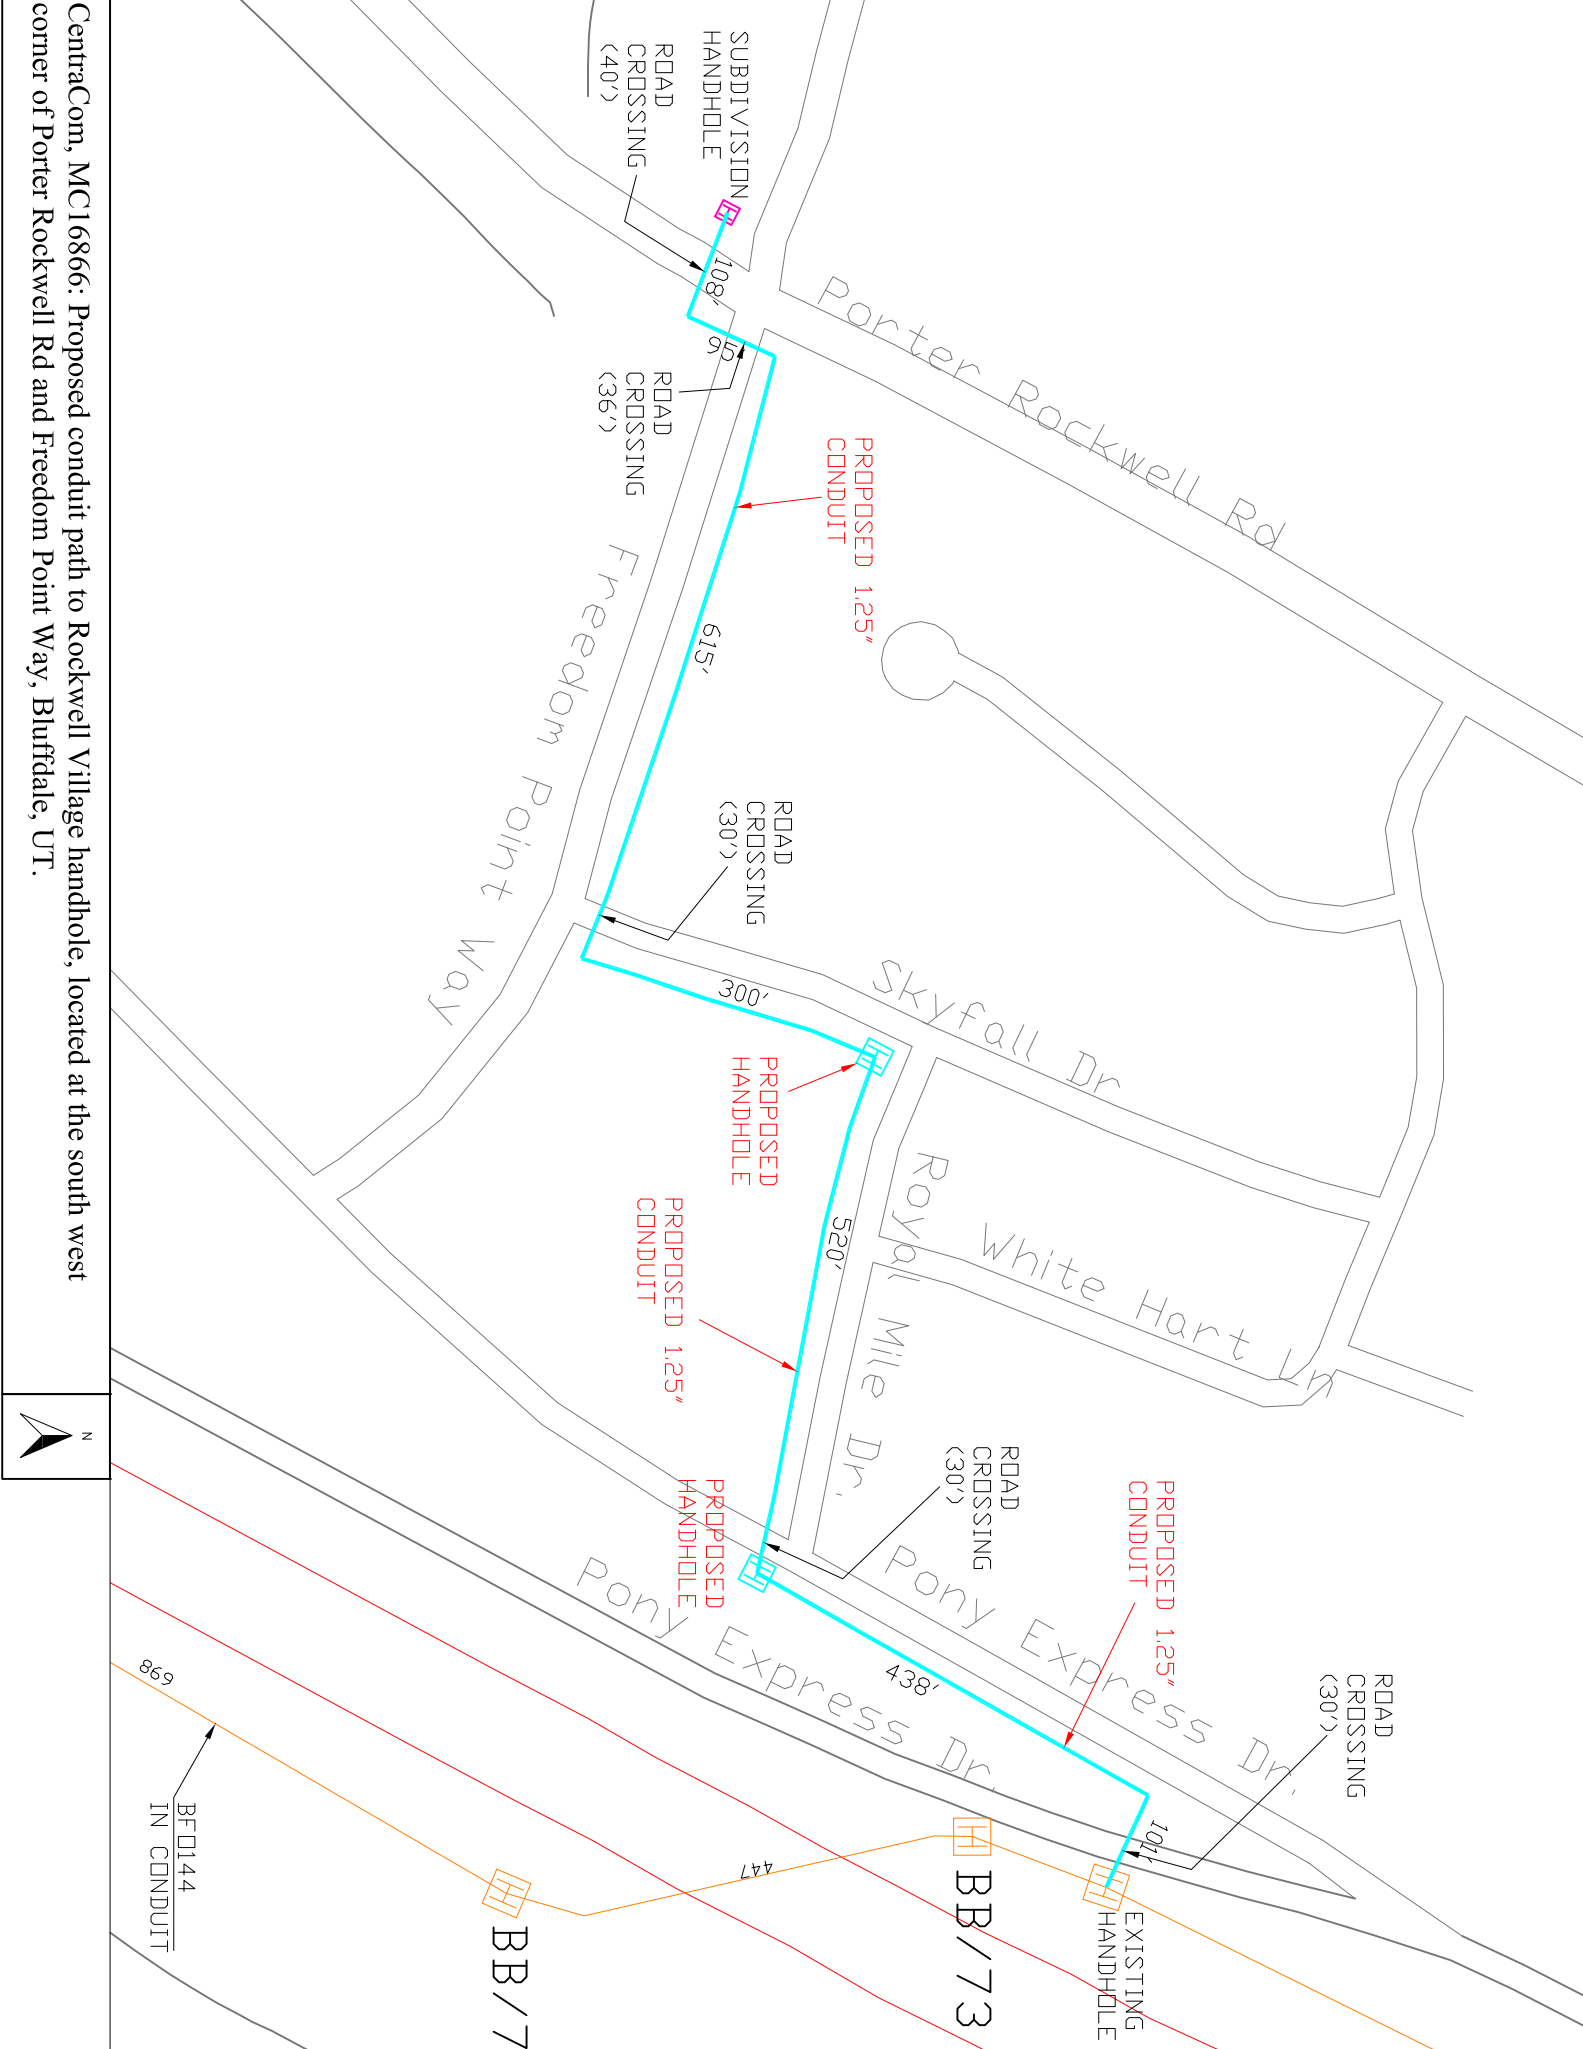 SUBDIVISION
HANDHOLE
ROAD
CROSSING
(40')
108'
95'
ROAD
CROSSING
(36')
Porter Rockwell Rd
PROPOSED 1.25"
CONDUIT
615'
Freedom Point Way
ROAD
CROSSING
(30')
300'
Skyfall Dr
PROPOSED
HANDHOLE
Royal Mile Dr.
White Hart Ln
520'
PROPOSED 1.25"
CONDUIT
ROAD
CROSSING
(30')
PROPOSED
HANDHOLE
Pony Express Dr.
Pony Express Dr.
438'
PROPOSED 1.25"
CONDUIT
ROAD
CROSSING
(30')
101'
EXISTING
HANDHOLE
BB/73
BB/7
447
869
BFO144
IN CONDUIT
CentraCom, MC16866: Proposed conduit path to Rockwell Village handhole, located at the south west
corner of Porter Rockwell Rd and Freedom Point Way, Bluffdale, UT.
N